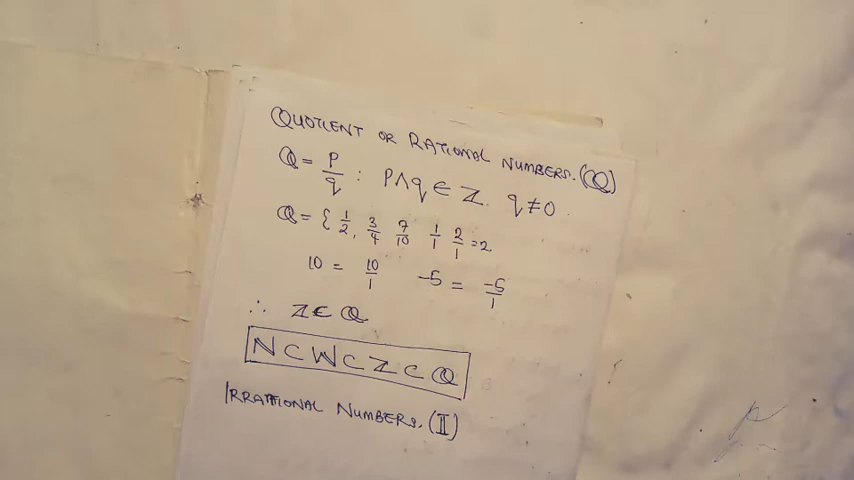 QUOTIENT OR RATIONAL NUMBERS. (ℚ)
ℚ = p/q : p∧q ∈ ℤ. q≠0.
ℚ = { 1/2, 3/4 7/10 1/1 2/1 = 2
10 = 10/1 -5 = -5/1
∴ ℤ ∈ ℚ
ℕ ⊂ 𝕎 ⊂ ℤ ⊂ ℚ
IRRATIONAL NUMBERS. (𝕀)